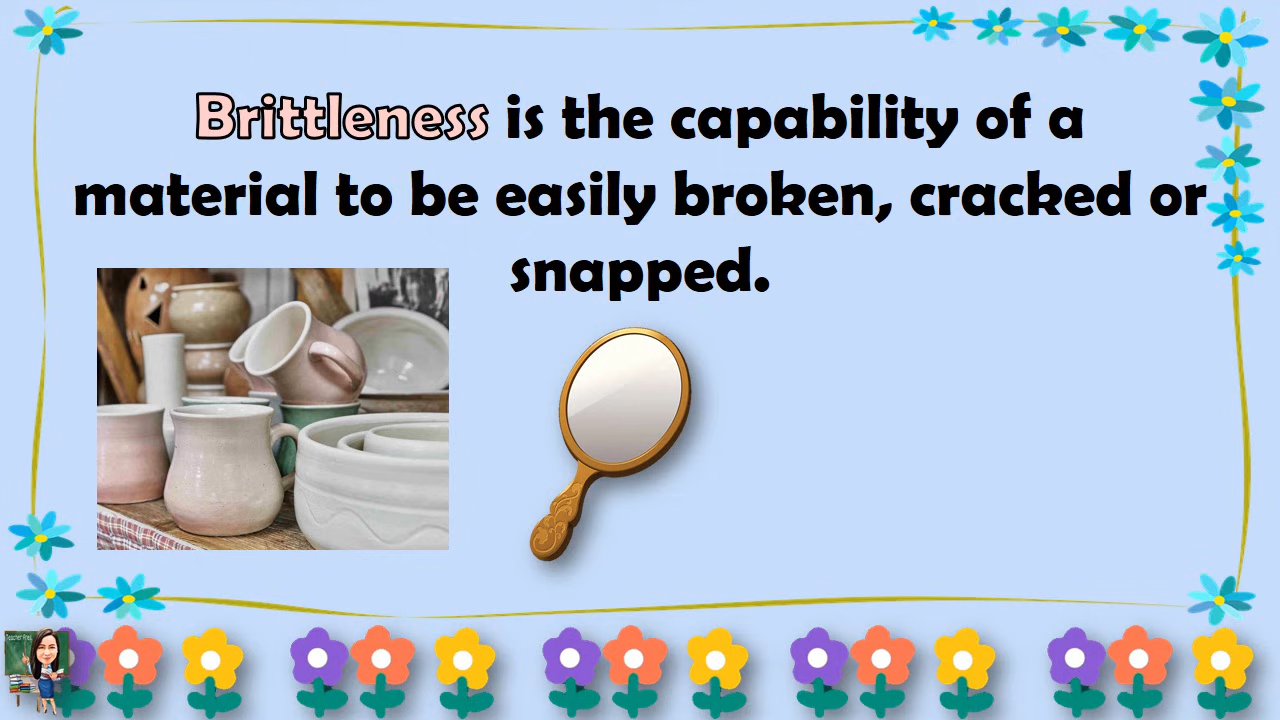 Brittleness is the capability of a
material to be easily broken, cracked or
snapped.